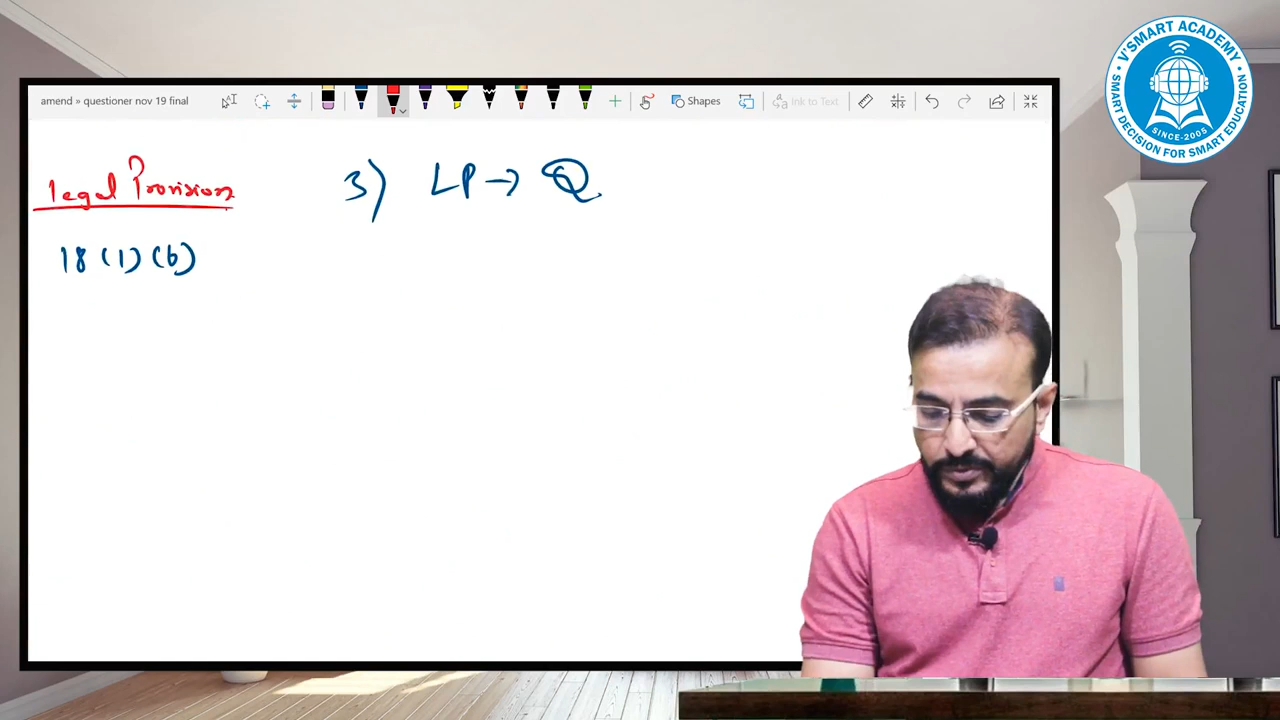 V'SMART ACADEMY
SINCE-2005
SMART DECISION FOR SMART EDUCATION
amend » questioner nov 19 final
Shapes
Ink to Text
Legal Provision
3) LP → Q
18 (1) (b)